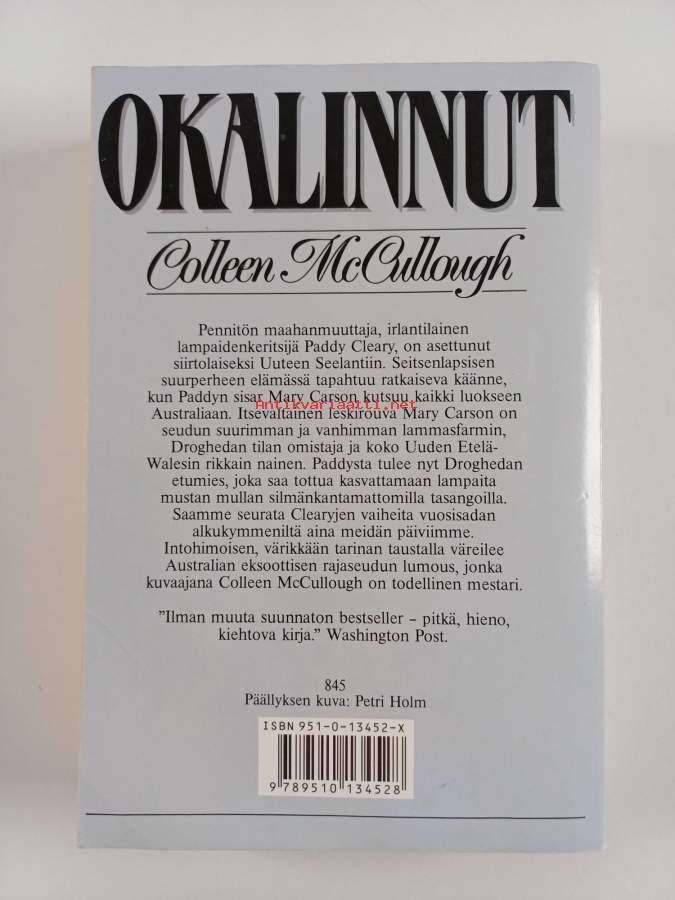 OKALINNUT
Colleen McCullough
Pennitön maahanmuuttaja, irlantilainen
lampaidenkeritsijä Paddy Cleary, on asettunut
siirtolaiseksi Uuteen Seelantiin. Seitsenlapsisen
suurperheen elämässä tapahtuu ratkaiseva käänne,
kun Paddyn sisar Mary Carson kutsuu kaikki luokseen
Antikvariaatti.net
Australiaan. Itsevaltainen leskirouva Mary Carson on
seudun suurimman ja vanhimman lammasfarmin,
Droghedan tilan omistaja ja koko Uuden Etelä-
Walesin rikkain nainen. Paddysta tulee nyt Droghedan
etumies, joka saa tottua kasvattamaan lampaita
mustan mullan silmänkantamattomilla tasangoilla.
Saamme seurata Clearyjen vaiheita vuosisadan
alkukymmeniltä aina meidän päiviimme.
Intohimoisen, värikkään tarinan taustalla väreilee
Australian eksoottisen rajaseudun lumous, jonka
kuvaajana Colleen McCullough on todellinen mestari.
”Ilman muuta suunnaton bestseller – pitkä, hieno,
kiehtova kirja.” Washington Post.
845
Päällyksen kuva: Petri Holm
ISBN 951-0-13452-X
9 789510 134528